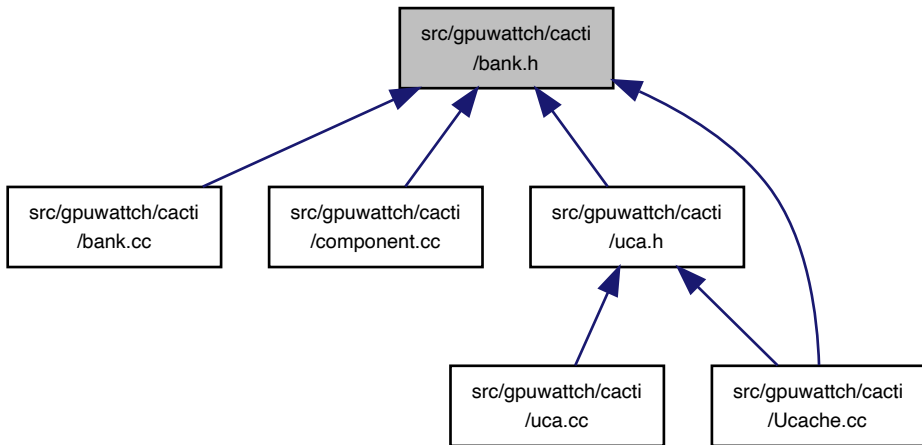 src/gpuwattch/cacti
/bank.h
src/gpuwattch/cacti
/bank.cc
src/gpuwattch/cacti
/component.cc
src/gpuwattch/cacti
/uca.h
src/gpuwattch/cacti
/uca.cc
src/gpuwattch/cacti
/Ucache.cc